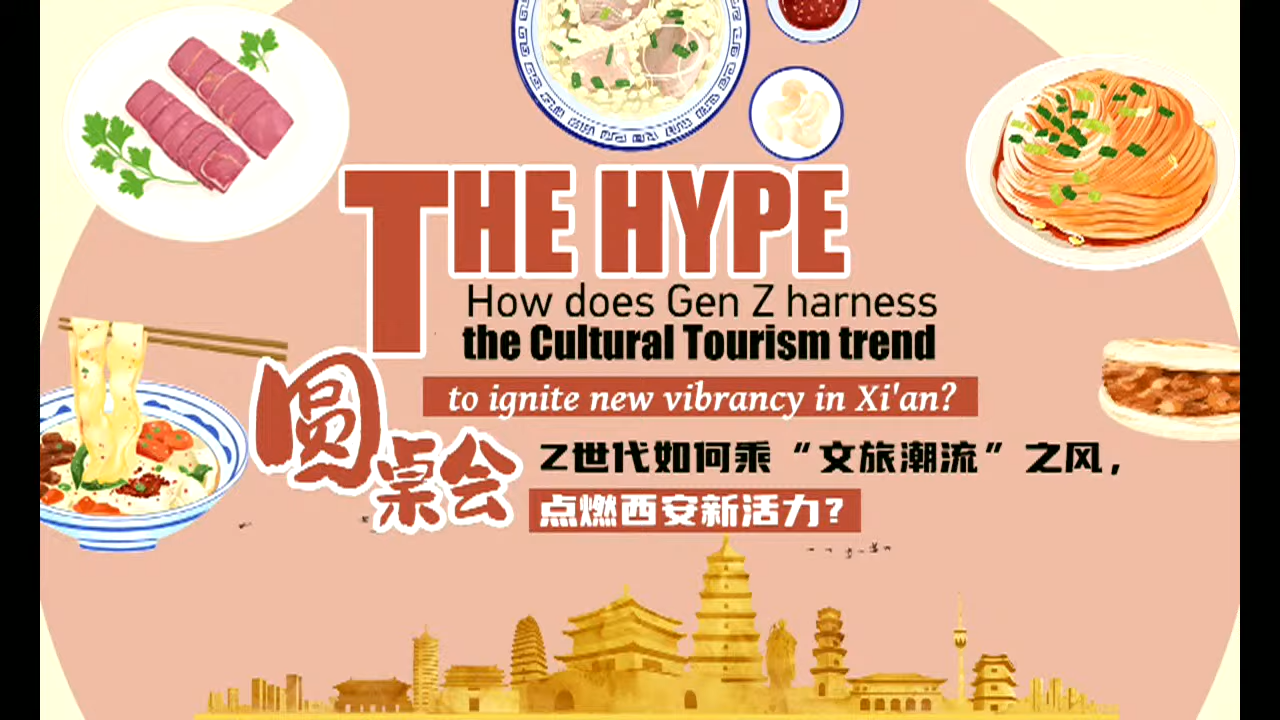 THE HYPE
How does Gen Z harness
the Cultural Tourism trend
to ignite new vibrancy in Xi'an?
圆桌会
Z世代如何乘“文旅潮流”之风，
点燃西安新活力？